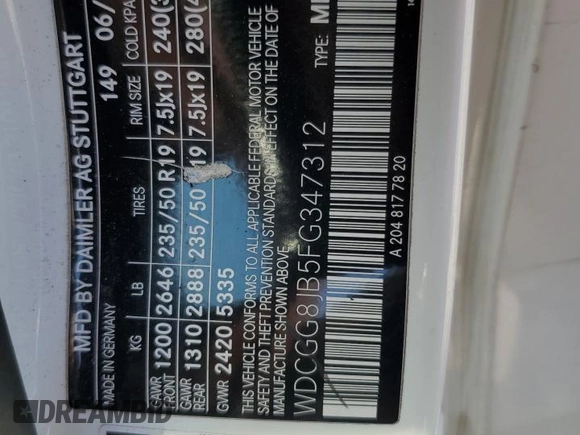 MFD BY DAIMLER AG STUTTGART
MADE IN GERMANY 149 06/
KG LB TIRES RIM SIZE COLD KPA
GAWR FRONT 1200 2646 235/50 R19 7.5Jx19 240(3
GAWR REAR 1310 2888 235/50 19 7.5Jx19 280(4
GVWR 2420 5335
THIS VEHICLE CONFORMS TO ALL APPLICABLE FEDERAL MOTOR VEHICLE
SAFETY AND THEFT PREVENTION STANDARDS IN EFFECT ON THE DATE OF
MANUFACTURE SHOWN ABOVE.
WDCGG8JB5FG347312
TYPE:
A 204 817 78 20
DREAMBID